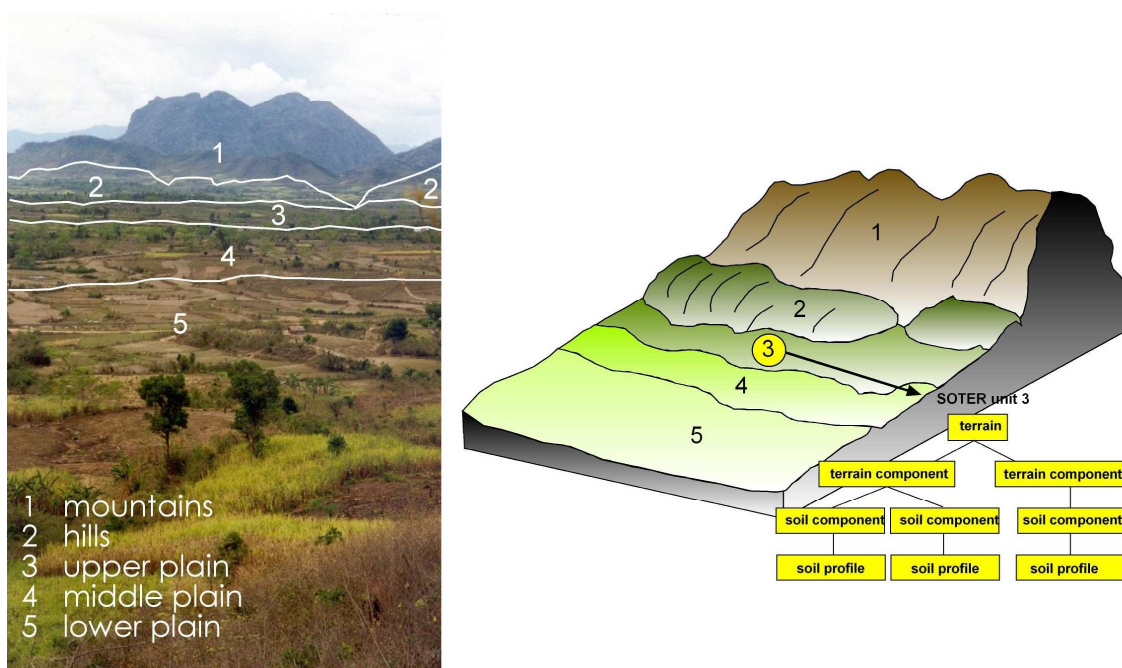 1
2
2
3
4
5
1 mountains
2 hills
3 upper plain
4 middle plain
5 lower plain
1
2
3
4
5
SOTER unit 3
terrain
terrain component
terrain component
soil component
soil component
soil component
soil profile
soil profile
soil profile